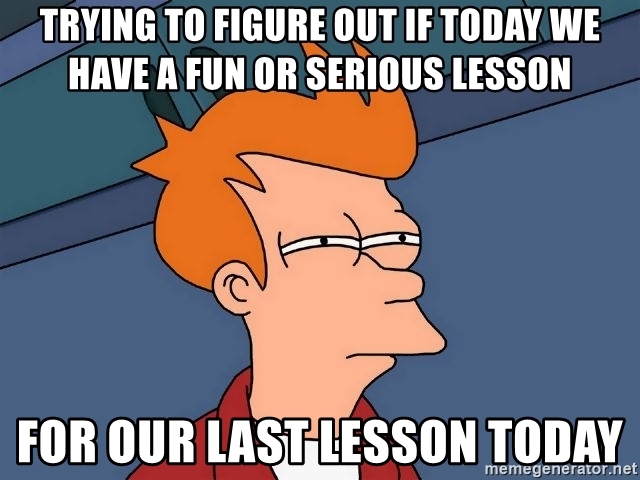 TRYING TO FIGURE OUT IF TODAY WE
HAVE A FUN OR SERIOUS LESSON
FOR OUR LAST LESSON TODAY
memegenerator.net